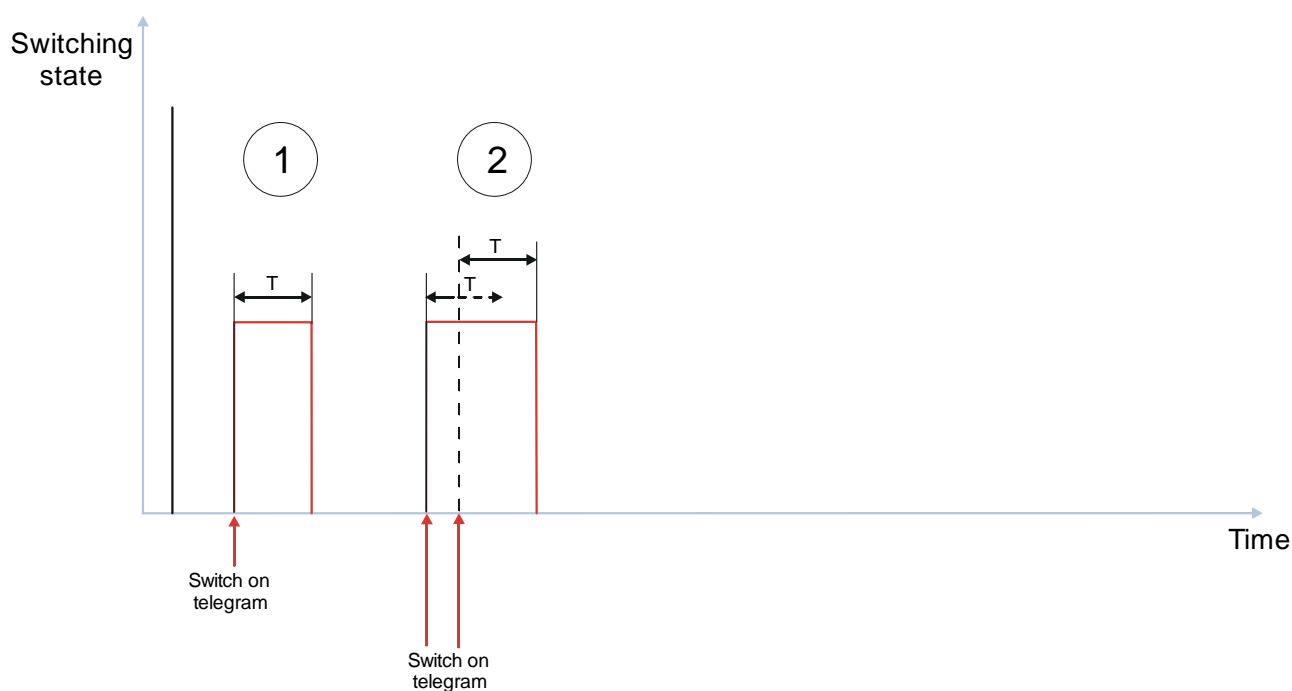 Switching
state
1
2
T
T
T
Time
Switch on
telegram
Switch on
telegram